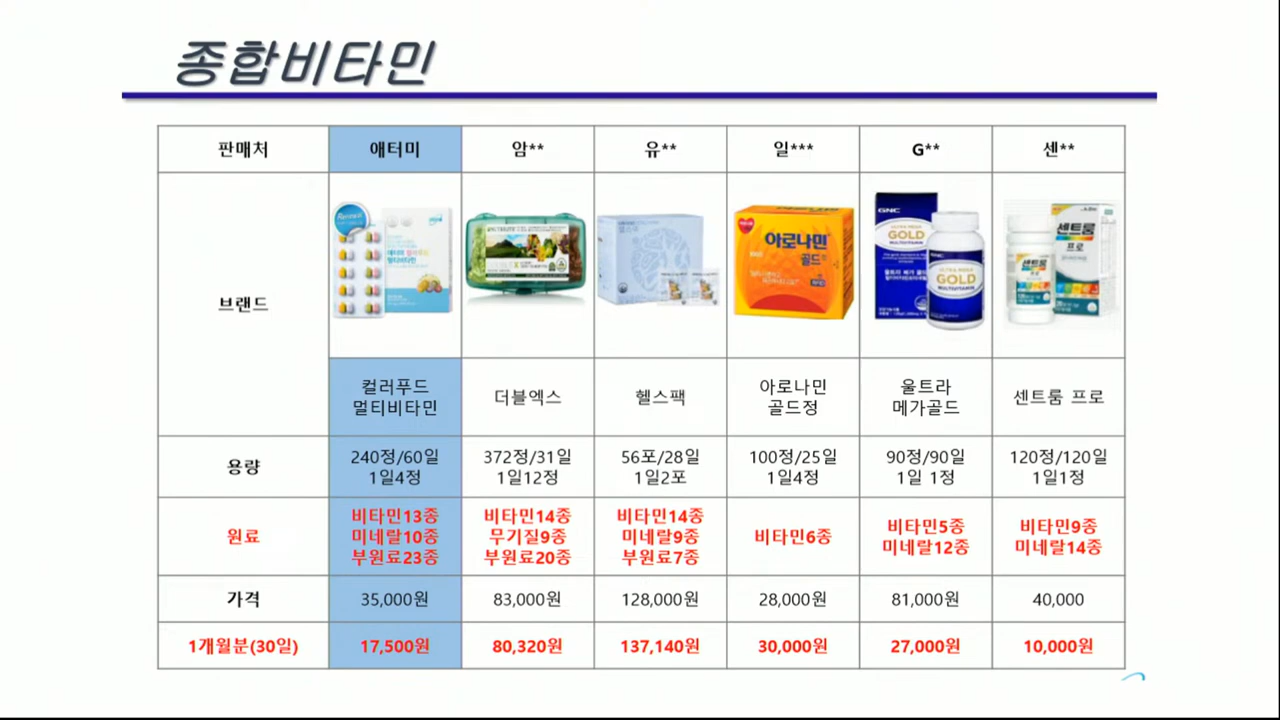 종합비타민
판매처 애터미 암** 유** 일*** G** 센**
브랜드
Renew
아로나민
골드
GNC
GOLD
MULTIVITAMIN
GNC
ULTRA MEGA
GOLD
MULTIVITAMIN
센트룸
프로
센트룸
컬러푸드 더블엑스 헬스팩 아로나민 울트라 센트룸 프로
멀티비타민 골드정 메가골드
용량 240정/60일 372정/31일 56포/28일 100정/25일 90정/90일 120정/120일
1일4정 1일12정 1일2포 1일4정 1일 1정 1일1정
원료 비타민13종 비타민14종 비타민14종 비타민6종 비타민5종 비타민9종
미네랄10종 무기질9종 미네랄9종 미네랄12종 미네랄14종
부원료23종 부원료20종 부원료7종
가격 35,000원 83,000원 128,000원 28,000원 81,000원 40,000
1개월분(30일) 17,500원 80,320원 137,140원 30,000원 27,000원 10,000원